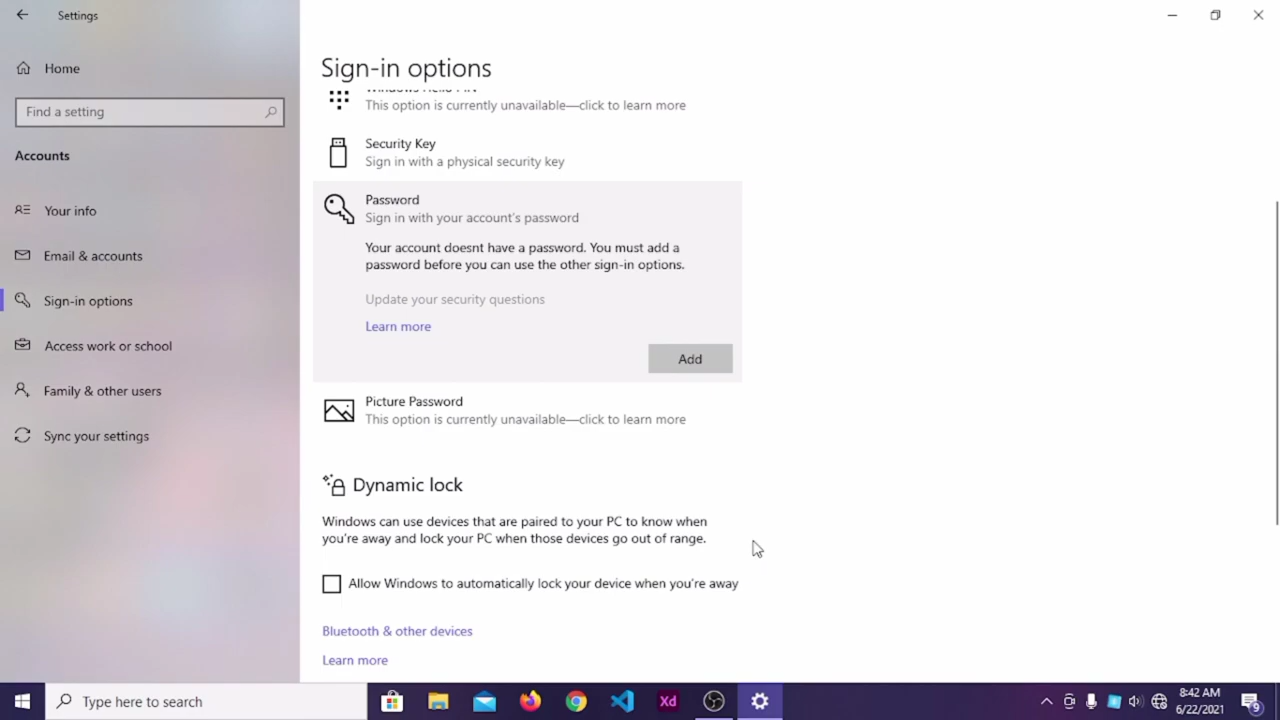 Settings
Home
Find a setting
Accounts
Your info
Email & accounts
Sign-in options
Access work or school
Family & other users
Sync your settings
Sign-in options
This option is currently unavailable—click to learn more
Security Key
Sign in with a physical security key
Password
Sign in with your account's password
Your account doesnt have a password. You must add a
password before you can use the other sign-in options.
Update your security questions
Learn more
Add
Picture Password
This option is currently unavailable—click to learn more
Dynamic lock
Windows can use devices that are paired to your PC to know when
you're away and lock your PC when those devices go out of range.
Allow Windows to automatically lock your device when you're away
Bluetooth & other devices
Learn more
Type here to search
Xd
8:42 AM
6/22/2021
9